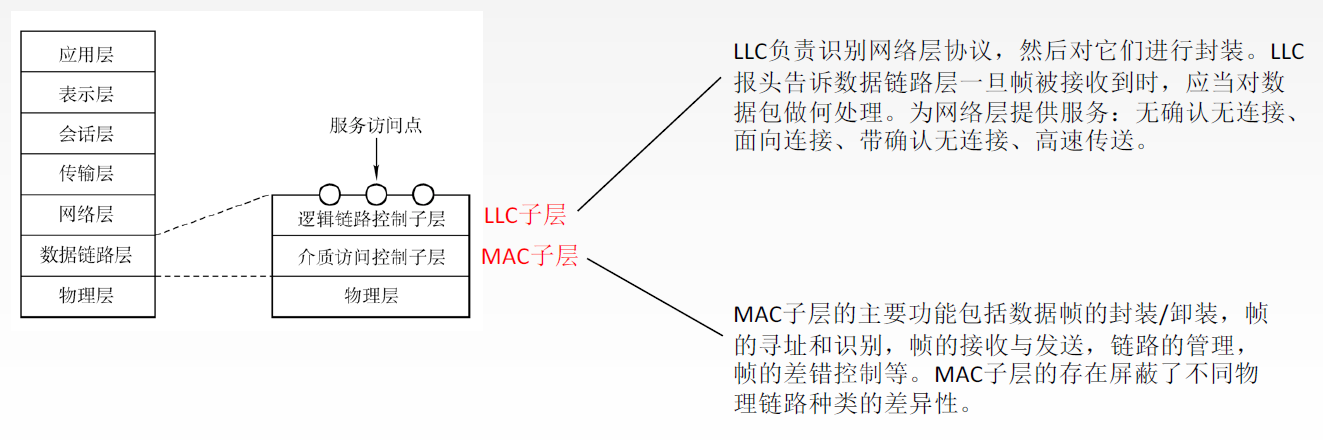 应用层
表示层
会话层
传输层
网络层
数据链路层
物理层
服务访问点
逻辑链路控制子层
介质访问控制子层
物理层
LLC子层
MAC子层
LLC负责识别网络层协议，然后对它们进行封装。LLC
报头告诉数据链路层一旦帧被接收到时，应当对数
据包做何处理。为网络层提供服务：无确认无连接、
面向连接、带确认无连接、高速传送。
MAC子层的主要功能包括数据帧的封装/卸装，帧
的寻址和识别，帧的接收与发送，链路的管理，
帧的差错控制等。MAC子层的存在屏蔽了不同物
理链路种类的差异性。